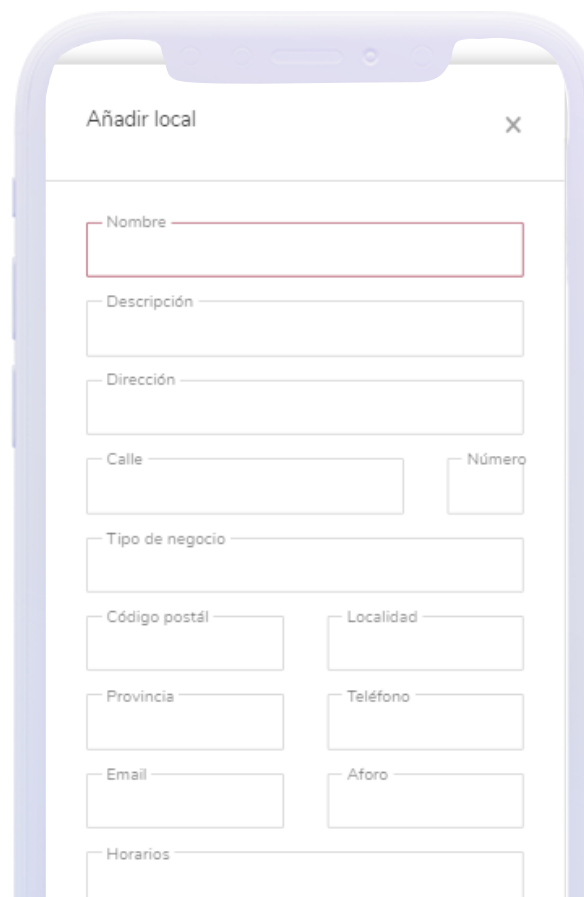 Añadir local
Nombre
Descripción
Dirección
Calle Número
Tipo de negocio
Código postál Localidad
Provincia Teléfono
Email Aforo
Horarios